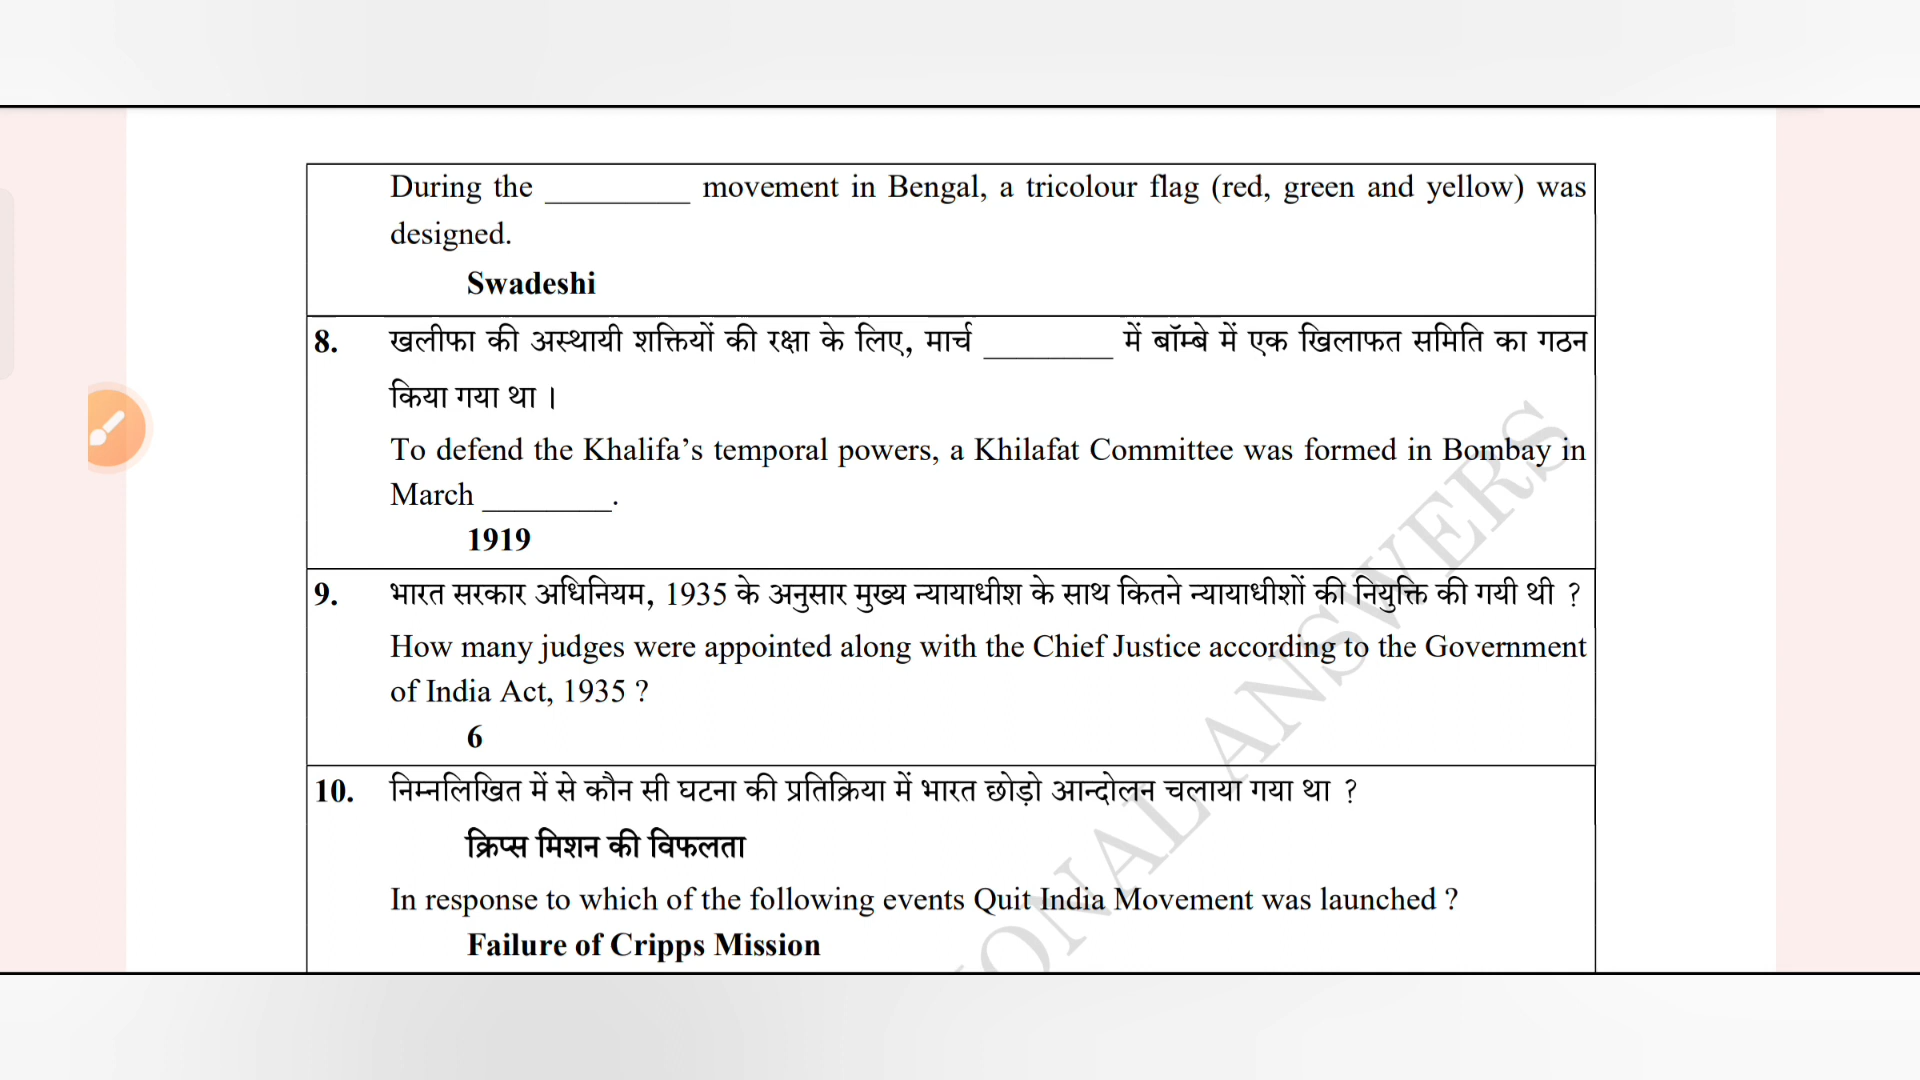 During the _________ movement in Bengal, a tricolour flag (red, green and yellow) was
designed.
Swadeshi
8. खलीफा की अस्थायी शक्तियों की रक्षा के लिए, मार्च ________ में बॉम्बे में एक खिलाफत समिति का गठन
किया गया था ।
To defend the Khalifa’s temporal powers, a Khilafat Committee was formed in Bombay in
March ________.
1919
9. भारत सरकार अधिनियम, 1935 के अनुसार मुख्य न्यायाधीश के साथ कितने न्यायाधीशों की नियुक्ति की गयी थी ?
How many judges were appointed along with the Chief Justice according to the Government
of India Act, 1935 ?
6
10. निम्नलिखित में से कौन सी घटना की प्रतिक्रिया में भारत छोड़ो आन्दोलन चलाया गया था ?
क्रिप्स मिशन की विफलता
In response to which of the following events Quit India Movement was launched ?
Failure of Cripps Mission
IONAL ANSWERS